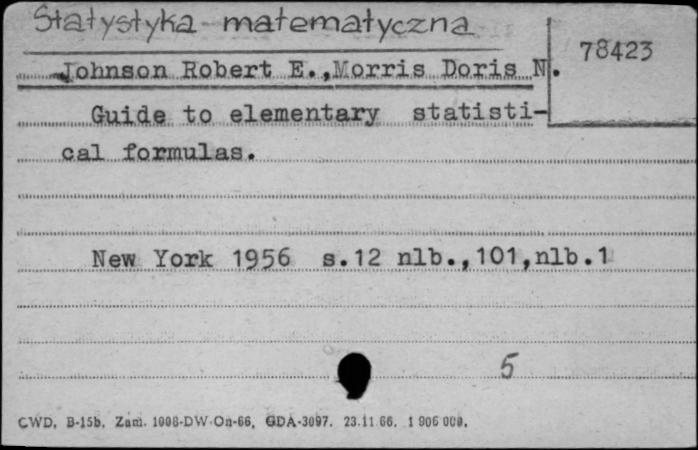 Statystyka matematyczna
78423
Johnson Robert E.,Morris Doris N.
Guide to elementary statisti-
cal formulas.
New York 1956 s.12 nlb.,101,nlb.1
5
CWD. B-15b. Zam. 1008-DW-On-66. GDA-3097. 23.11.66. 1 906 000.